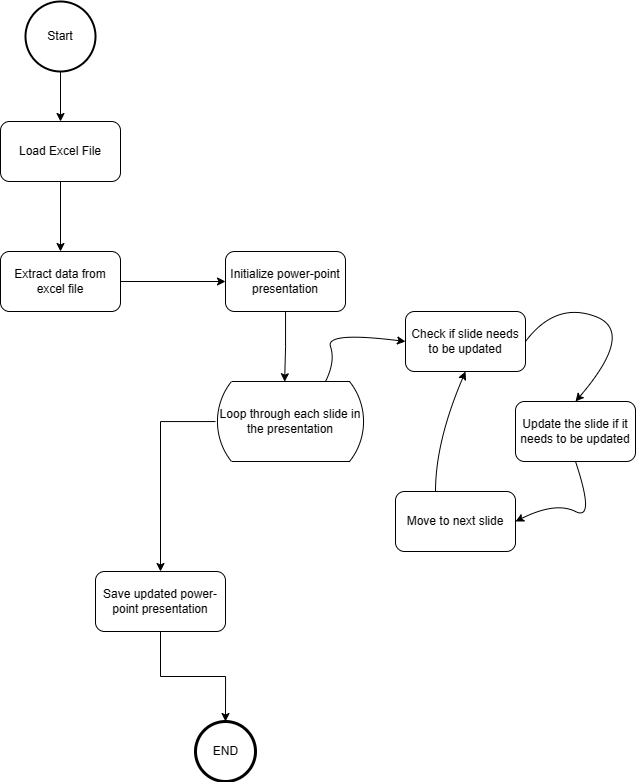 Start
Load Excel File
Extract data from
excel file
Initialize power-point
presentation
Check if slide needs
to be updated
Loop through each slide in
the presentation
Update the slide if it
needs to be updated
Move to next slide
Save updated power-
point presentation
END